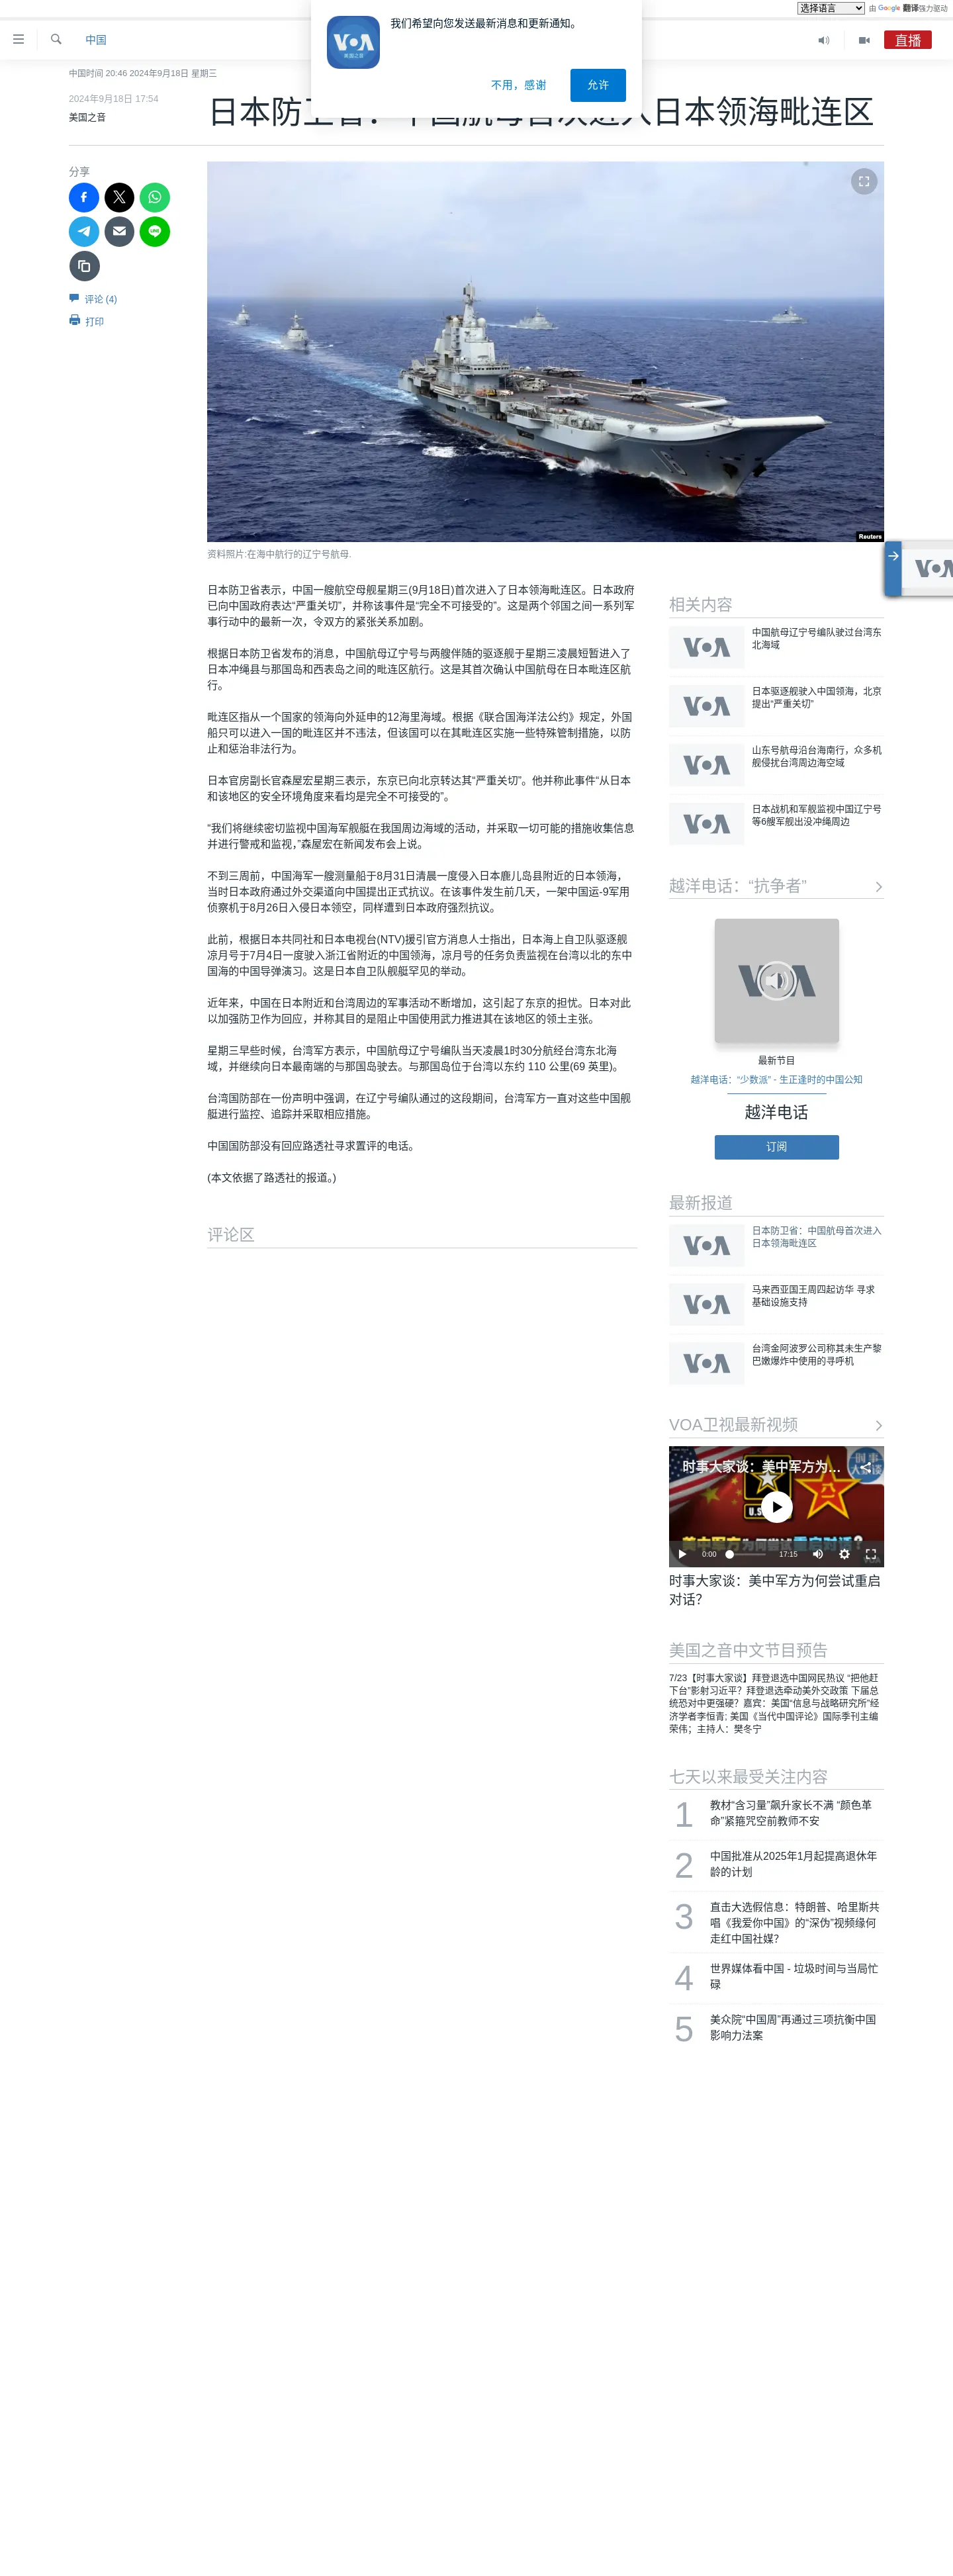 选择语言
由 Google 翻译强力驱动
我们希望向您发送最新消息和更新通知。
VOA
美国之音
不用，感谢
允许
中国
直播
中国时间 20:46 2024年9月18日 星期三
2024年9月18日 17:54
美国之音
日本防卫省：中国航母首次进入日本领海毗连区
分享
评论 (4)
打印
16
Reuters
资料照片:在海中航行的辽宁号航母.
日本防卫省表示，中国一艘航空母舰星期三(9月18日)首次进入了日本领海毗连区。日本政府
已向中国政府表达“严重关切”，并称该事件是“完全不可接受的”。这是两个邻国之间一系列军
事行动中的最新一次，令双方的紧张关系加剧。
根据日本防卫省发布的消息，中国航母辽宁号与两艘伴随的驱逐舰于星期三凌晨短暂进入了
日本冲绳县与那国岛和西表岛之间的毗连区航行。这是其首次确认中国航母在日本毗连区航
行。
毗连区指从一个国家的领海向外延申的12海里海域。根据《联合国海洋法公约》规定，外国
船只可以进入一国的毗连区并不违法，但该国可以在其毗连区实施一些特殊管制措施，以防
止和惩治非法行为。
日本官房副长官森屋宏星期三表示，东京已向北京转达其“严重关切”。他并称此事件“从日本
和该地区的安全环境角度来看均是完全不可接受的”。
“我们将继续密切监视中国海军舰艇在我国周边海域的活动，并采取一切可能的措施收集信息
并进行警戒和监视，”森屋宏在新闻发布会上说。
不到三周前，中国海军一艘测量船于8月31日清晨一度侵入日本鹿儿岛县附近的日本领海，
当时日本政府通过外交渠道向中国提出正式抗议。在该事件发生前几天，一架中国运-9军用
侦察机于8月26日入侵日本领空，同样遭到日本政府强烈抗议。
此前，根据日本共同社和日本电视台(NTV)援引官方消息人士指出，日本海上自卫队驱逐舰
凉月号于7月4日一度驶入浙江省附近的中国领海，凉月号的任务负责监视在台湾以北的东中
国海的中国导弹演习。这是日本自卫队舰艇罕见的举动。
近年来，中国在日本附近和台湾周边的军事活动不断增加，这引起了东京的担忧。日本对此
以加强防卫作为回应，并称其目的是阻止中国使用武力推进其在该地区的领土主张。
星期三早些时候，台湾军方表示，中国航母辽宁号编队当天凌晨1时30分航经台湾东北海
域，并继续向日本最南端的与那国岛驶去。与那国岛位于台湾以东约 110 公里(69 英里)。
台湾国防部在一份声明中强调，在辽宁号编队通过的这段期间，台湾军方一直对这些中国舰
艇进行监控、追踪并采取相应措施。
中国国防部没有回应路透社寻求置评的电话。
(本文依据了路透社的报道。)
评论区
VOA
相关内容
VOA
中国航母辽宁号编队驶过台湾东
北海域
VOA
日本驱逐舰驶入中国领海，北京
提出“严重关切”
VOA
山东号航母沿台海南行，众多机
舰侵扰台湾周边海空域
VOA
日本战机和军舰监视中国辽宁号
等6艘军舰出没冲绳周边
越洋电话：“抗争者”
VOA
最新节目
越洋电话：“少数派” - 生正逢时的中国公知
越洋电话
订阅
最新报道
VOA
日本防卫省：中国航母首次进入
日本领海毗连区
VOA
马来西亚国王周四起访华 寻求
基础设施支持
VOA
台湾金阿波罗公司称其未生产黎
巴嫩爆炸中使用的寻呼机
VOA卫视最新视频
时事大家谈：美中军方为...
时事
大家谈
U.S.
八一
美中军方为何尝试重启对话?
0:00
17:15
VOA
时事大家谈：美中军方为何尝试重启
对话？
美国之音中文节目预告
7/23【时事大家谈】拜登退选中国网民热议 “把他赶
下台”影射习近平？拜登退选牵动美外交政策 下届总
统恐对中更强硬？嘉宾：美国“信息与战略研究所”经
济学者李恒青; 美国《当代中国评论》国际季刊主编
荣伟；主持人：樊冬宁
七天以来最受关注内容
1
教材“含习量”飙升家长不满 “颜色革
命”紧箍咒空前教师不安
2
中国批准从2025年1月起提高退休年
龄的计划
3
直击大选假信息：特朗普、哈里斯共
唱《我爱你中国》的“深伪”视频缘何
走红中国社媒？
4
世界媒体看中国 - 垃圾时间与当局忙
碌
5
美众院“中国周”再通过三项抗衡中国
影响力法案